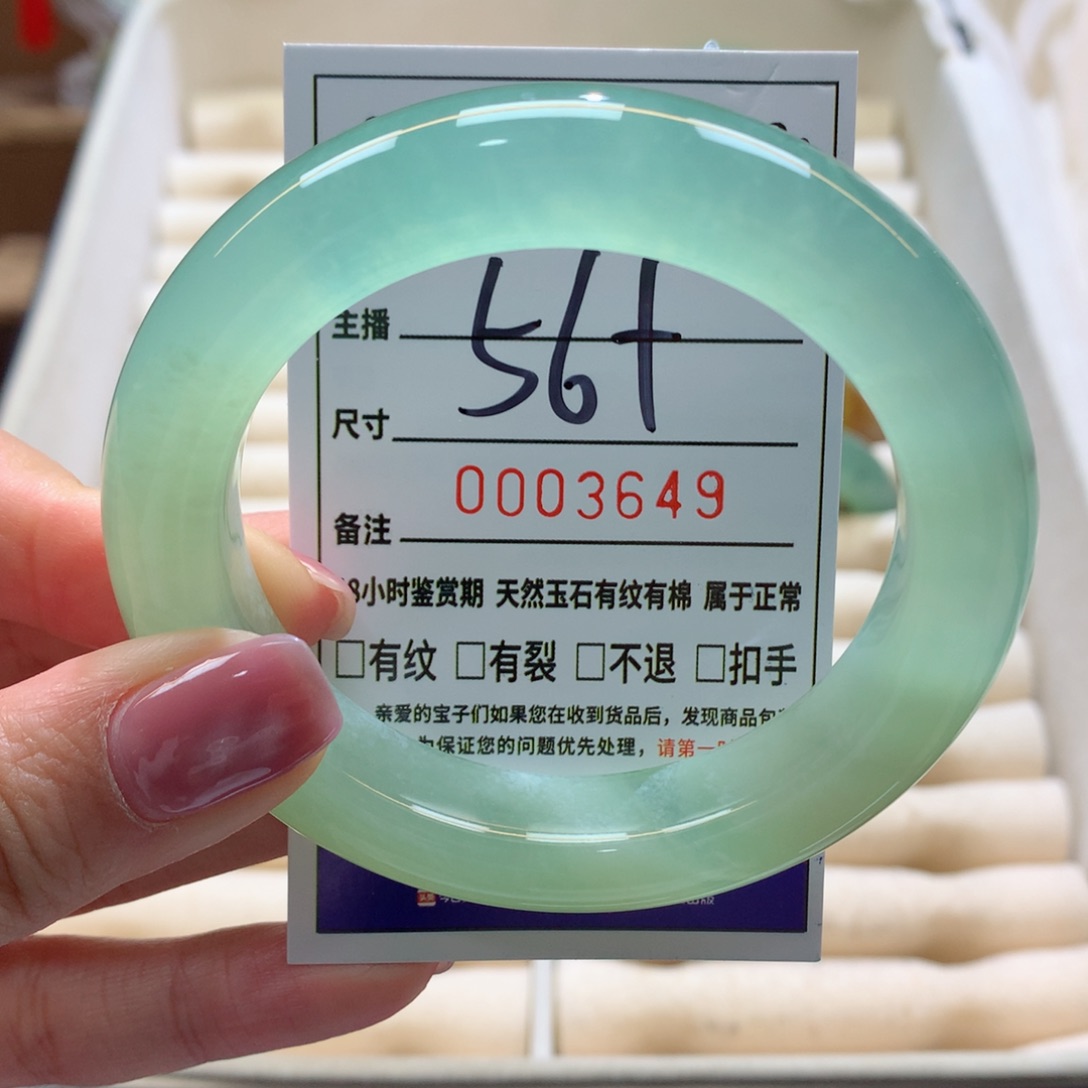 主播
56+
尺寸
0003649
备注
8小时鉴赏期 天然玉石有纹有棉 属于正常
□有纹 □有裂 □不退 □扣手
亲爱的宝子们如果您在收到货品后，发现商品包
为保证您的问题优先处理，请第一时